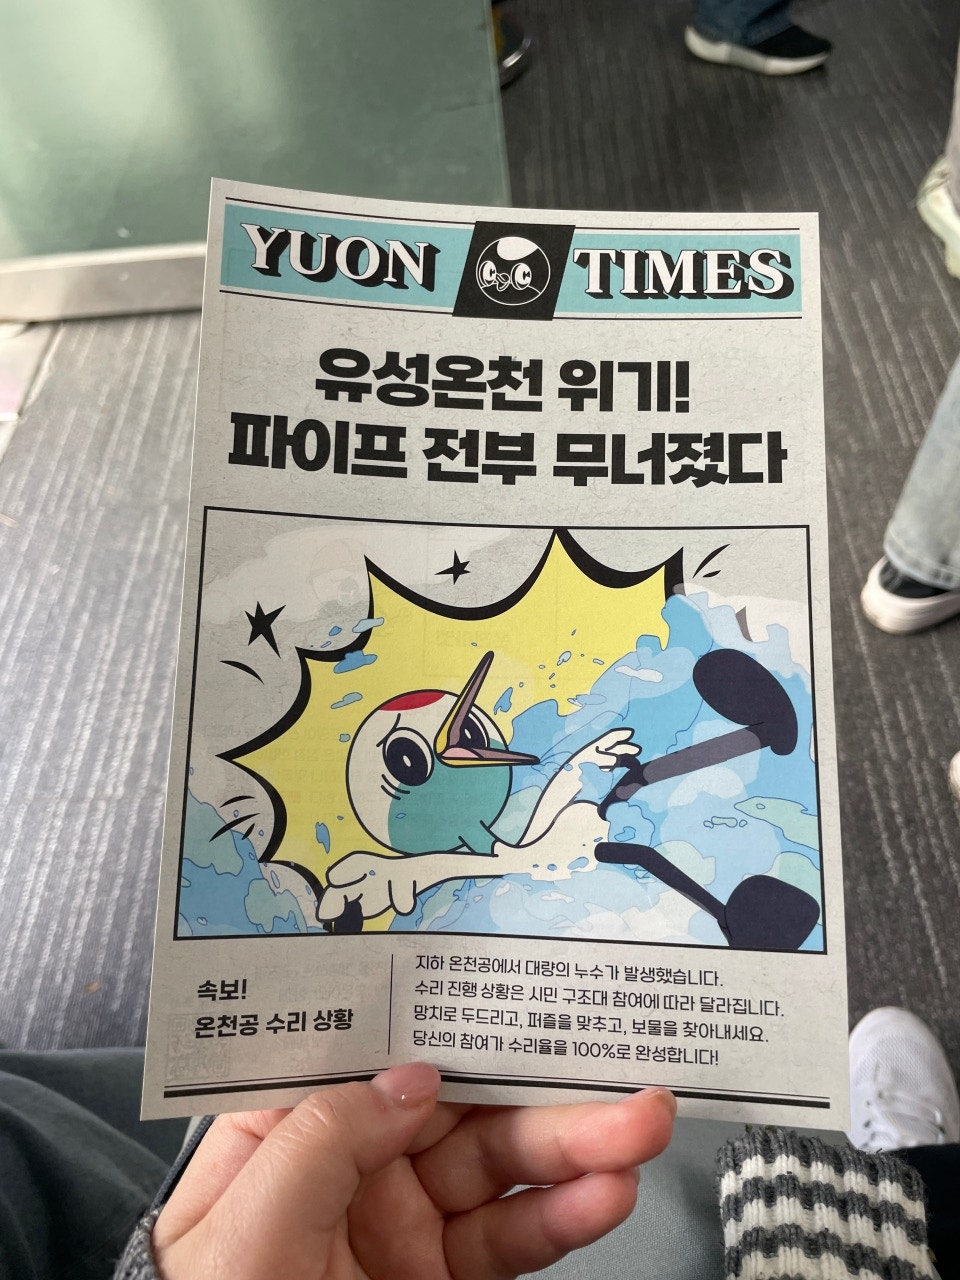 YUON TIMES
유성온천 위기!
파이프 전부 무너졌다
속보!
온천공 수리 상황
지하 온천공에서 대량의 누수가 발생했습니다.
수리 진행 상황은 시민 구조대 참여에 따라 달라집니다.
망치로 두드리고, 퍼즐을 맞추고, 보물을 찾아내세요.
당신의 참여가 수리율을 100%로 완성합니다!